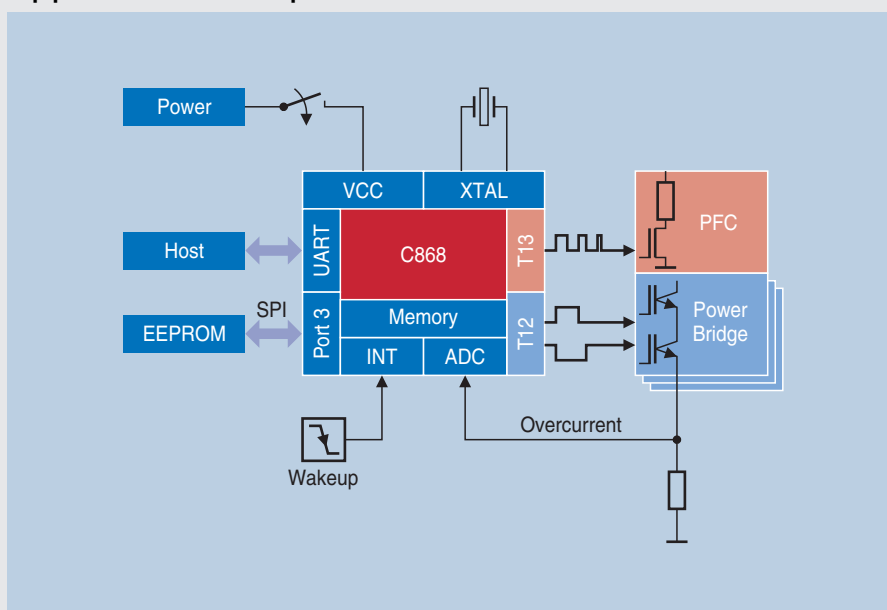 Power
VCC
XTAL
Host
UART
C868
T13
PFC
SPI
EEPROM
Port 3
Memory
T12
Power
Bridge
INT
ADC
Overcurrent
Wakeup